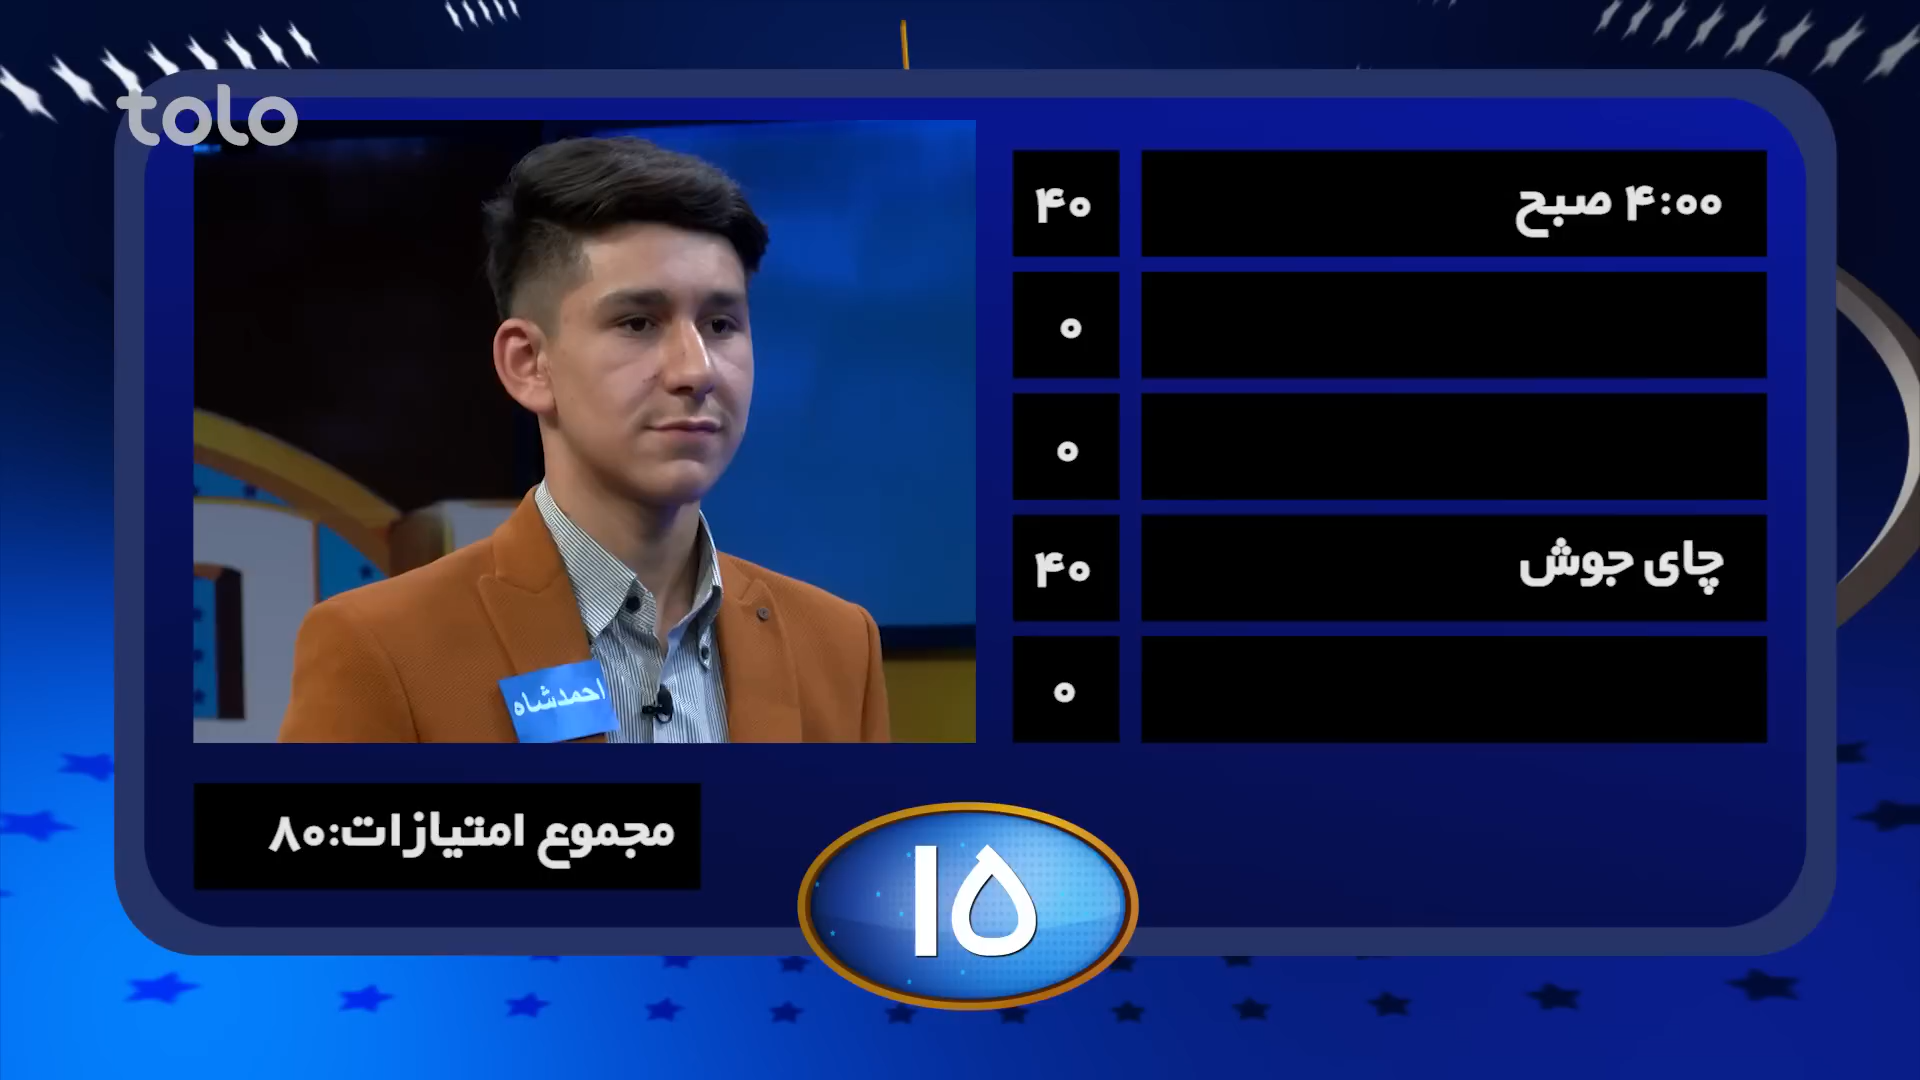 tolo
۴:۰۰ صبح
۴۰
۰
۰
چای جوش
۴۰
۰
احمدشاه
مجموع امتیازات:۸۰
۱۵